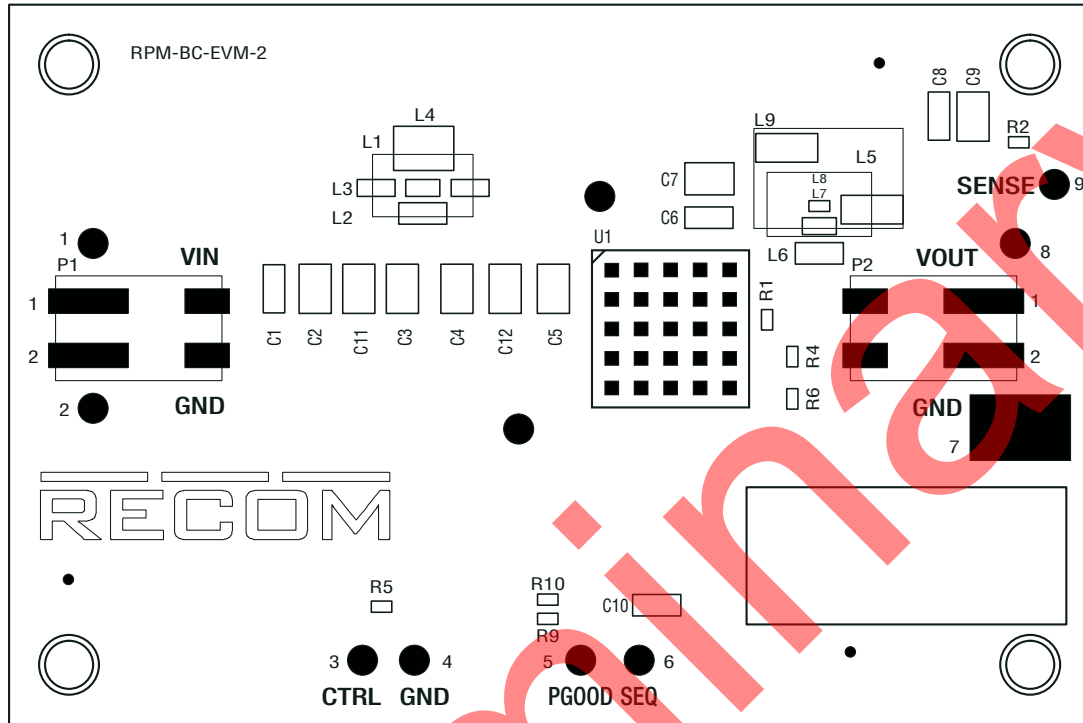 RPM-BC-EVM-2
L4
L1
L3
L2
L9
L5
L8
L7
L6
C8
C9
R2
SENSE
9
C7
C6
U1
1
VIN
P1
1
2
2
GND
C1
C2
C11
C3
C4
C12
C5
R1
R4
R6
P2
VOUT
8
1
2
GND
7
RECOM
R5
R10
R9
C10
3
4
5
6
CTRL
GND
PGOOD
SEQ
minary